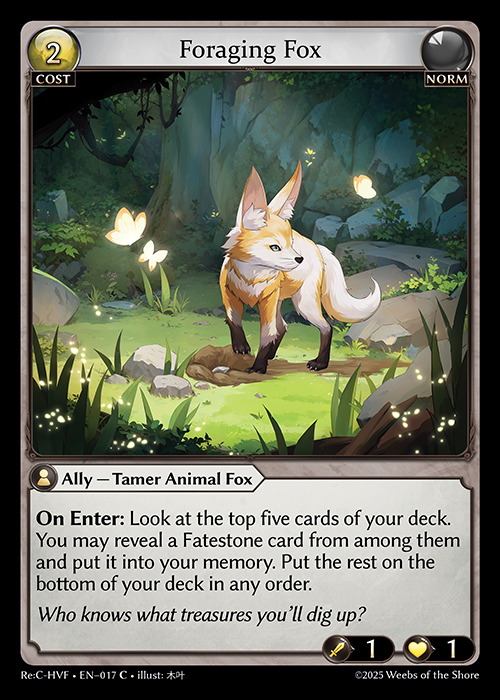 2
Foraging Fox
COST
NORM
Ally — Tamer Animal Fox
On Enter: Look at the top five cards of your deck.
You may reveal a Fatestone card from among them
and put it into your memory. Put the rest on the
bottom of your deck in any order.
Who knows what treasures you'll dig up?
1
1
Re:C-HVF • EN-017 C • illust: 木叶
©2025 Weebs of the Shore